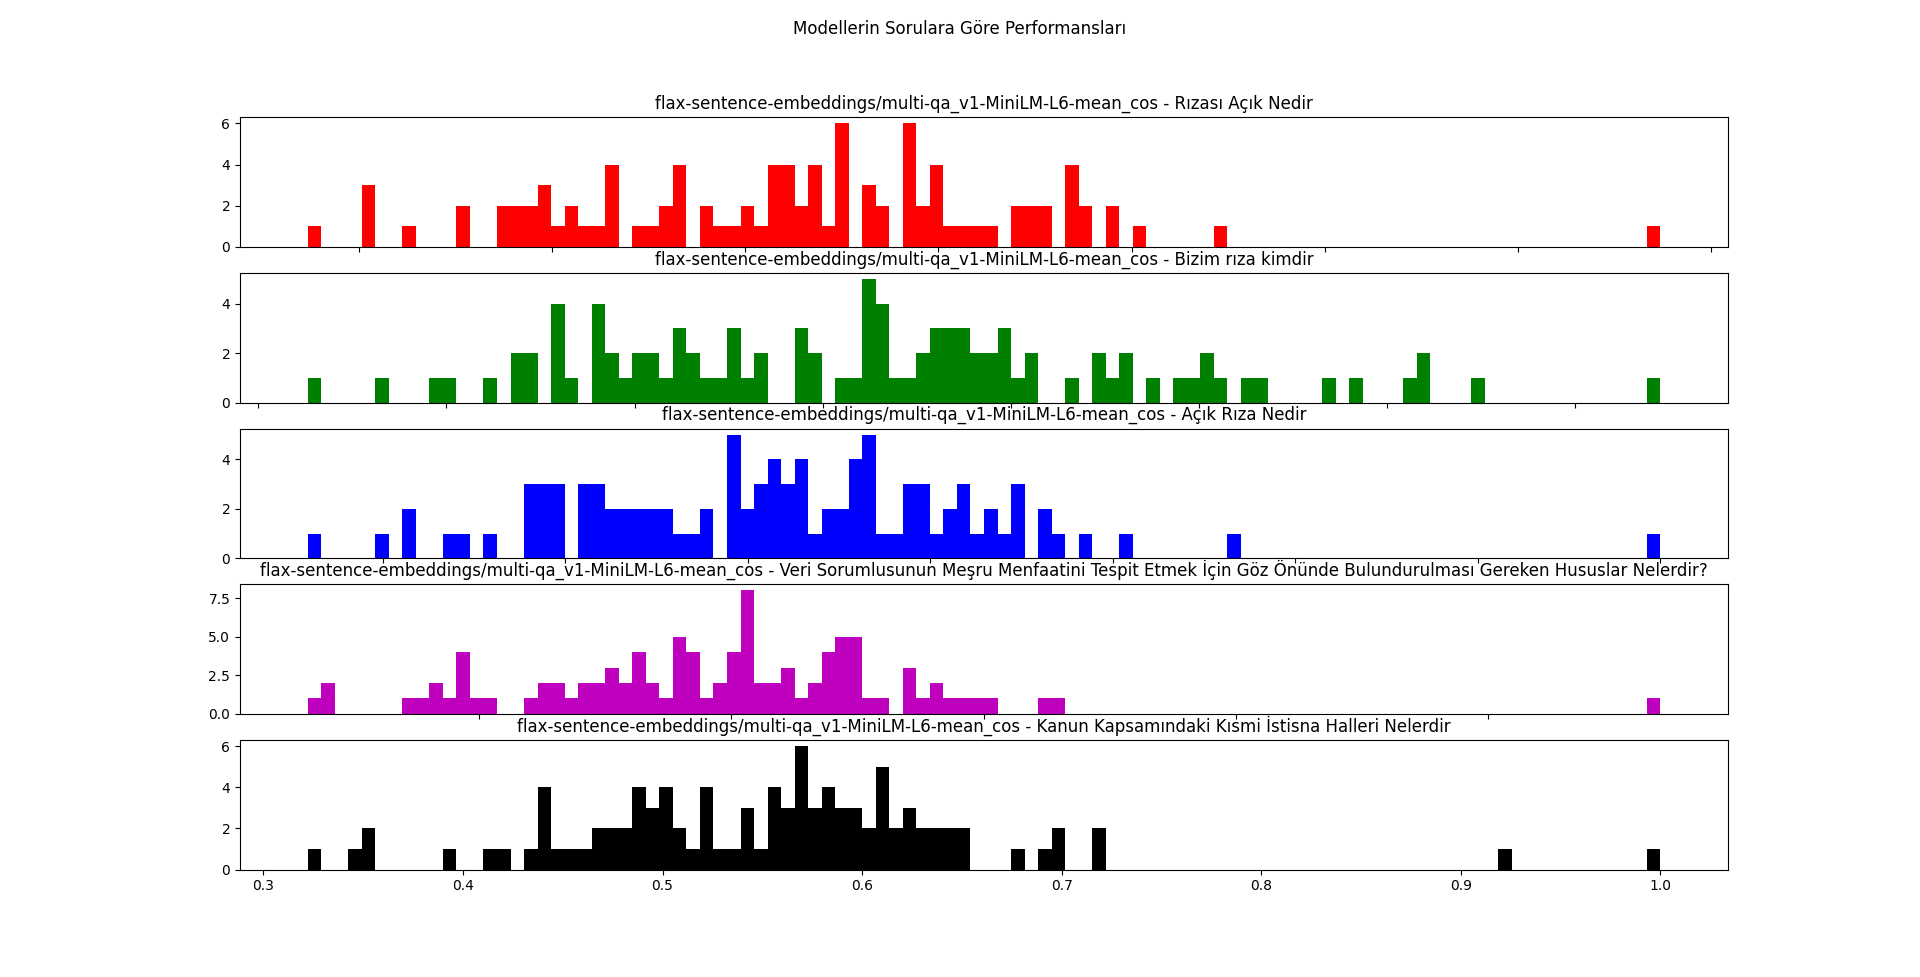 Modellerin Sorulara Göre Performansları
flax-sentence-embeddings/multi-qa_v1-MiniLM-L6-mean_cos - Rızası Açık Nedir
6
4
2
0
flax-sentence-embeddings/multi-qa_v1-MiniLM-L6-mean_cos - Bizim rıza kimdir
4
2
0
flax-sentence-embeddings/multi-qa_v1-MiniLM-L6-mean_cos - Açık Rıza Nedir
4
2
0
flax-sentence-embeddings/multi-qa_v1-MiniLM-L6-mean_cos - Veri Sorumlusunun Meşru Menfaatini Tespit Etmek İçin Göz Önünde Bulundurulması Gereken Hususlar Nelerdir?
7.5
5.0
2.5
0.0
flax-sentence-embeddings/multi-qa_v1-MiniLM-L6-mean_cos - Kanun Kapsamındaki Kısmi İstisna Halleri Nelerdir
6
4
2
0
0.3 0.4 0.5 0.6 0.7 0.8 0.9 1.0